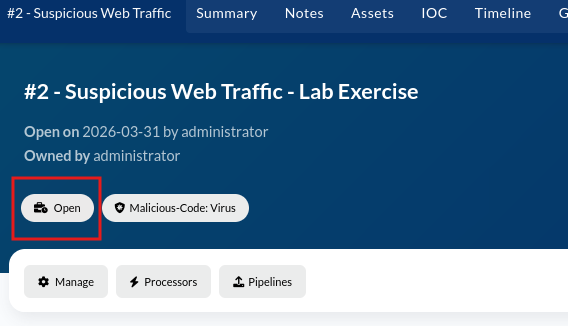 #2 - Suspicious Web Traffic Summary Notes Assets IOC Timeline G
#2 - Suspicious Web Traffic - Lab Exercise
Open on 2026-03-31 by administrator
Owned by administrator
Open Malicious-Code: Virus
Manage Processors Pipelines